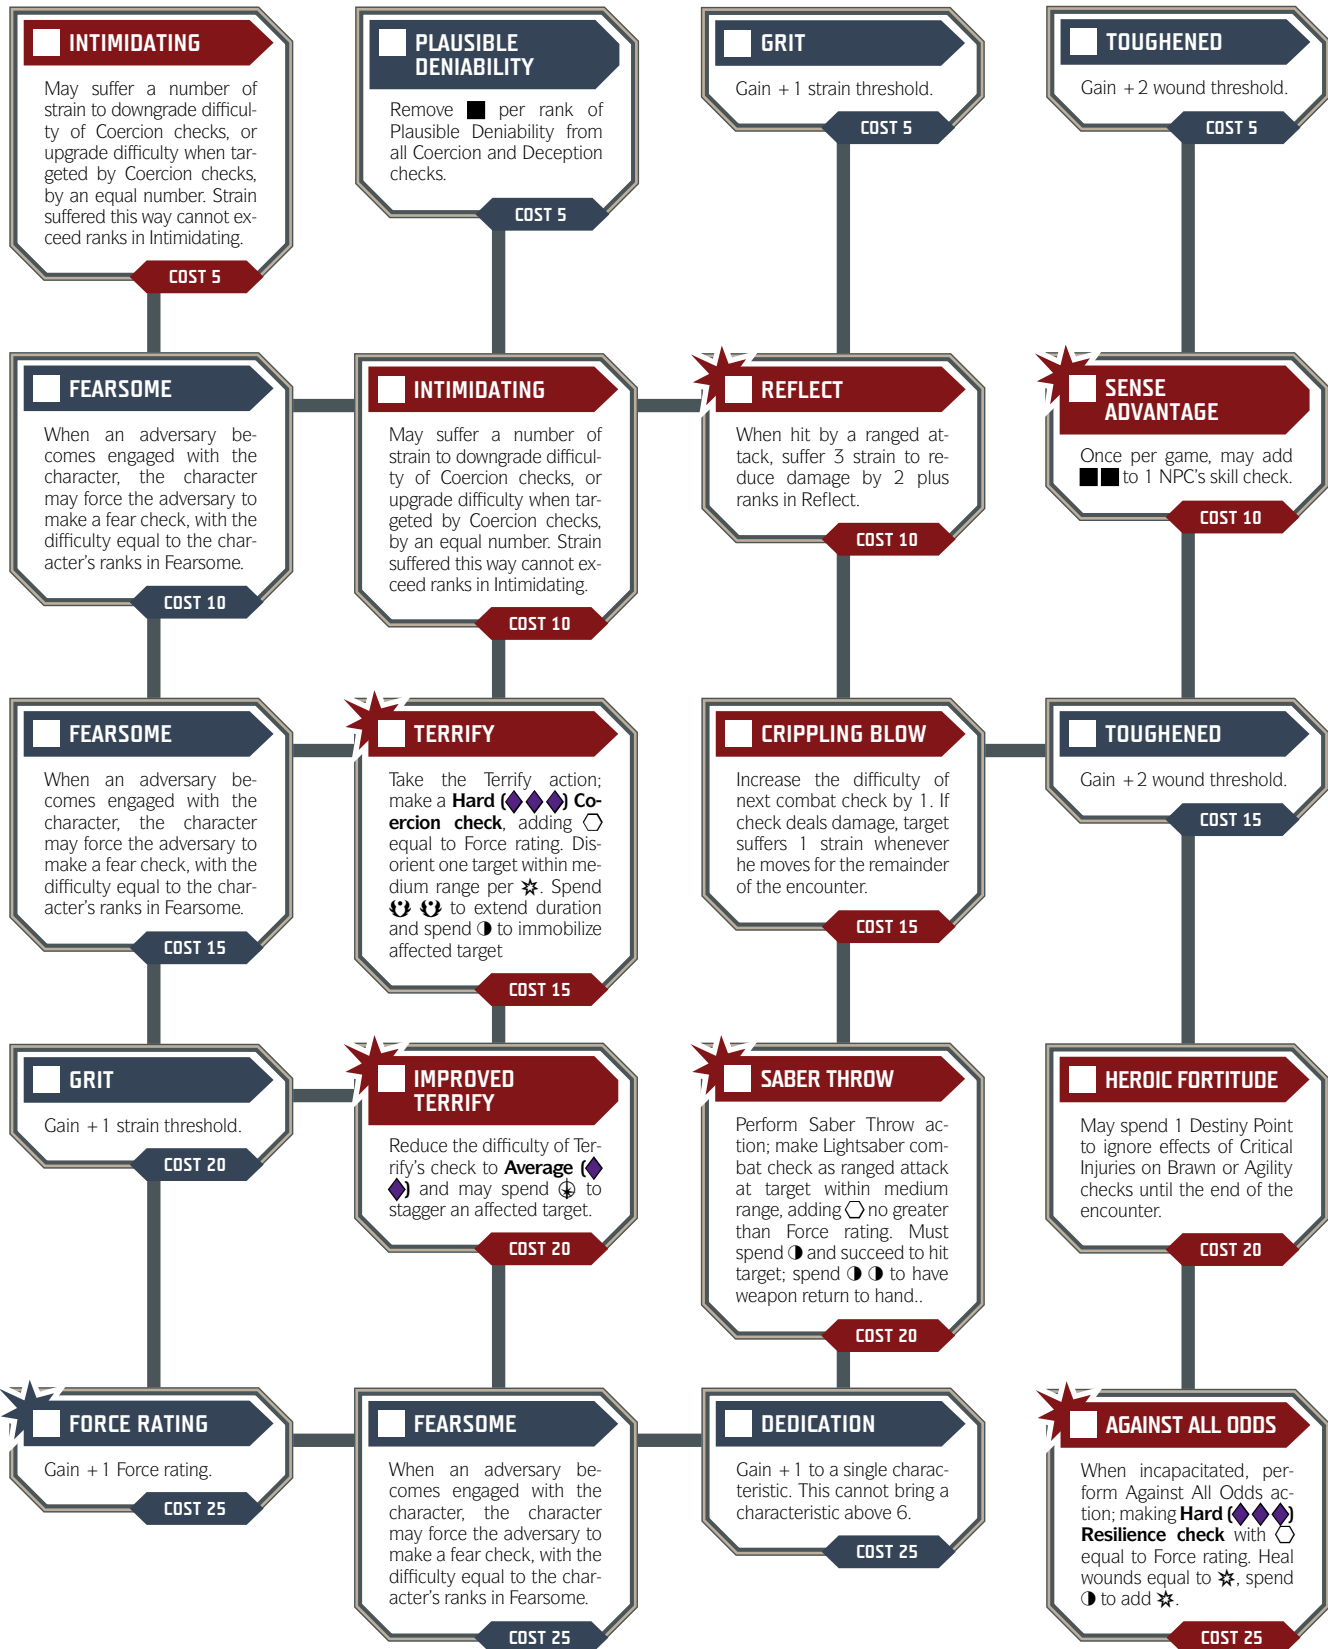 INTIMIDATING
May suffer a number of
strain to downgrade difficul-
ty of Coercion checks, or
upgrade difficulty when tar-
geted by Coercion checks,
by an equal number. Strain
suffered this way cannot ex-
ceed ranks in Intimidating.
COST 5
PLAUSIBLE
DENIABILITY
Remove ■ per rank of
Plausible Deniability from
all Coercion and Deception
checks.
COST 5
GRIT
Gain +1 strain threshold.
COST 5
TOUGHENED
Gain +2 wound threshold.
COST 5
FEARSOME
When an adversary be-
comes engaged with the
character, the character
may force the adversary to
make a fear check, with the
difficulty equal to the char-
acter's ranks in Fearsome.
COST 10
INTIMIDATING
May suffer a number of
strain to downgrade difficul-
ty of Coercion checks, or
upgrade difficulty when tar-
geted by Coercion checks,
by an equal number. Strain
suffered this way cannot ex-
ceed ranks in Intimidating.
COST 10
REFLECT
When hit by a ranged at-
tack, suffer 3 strain to re-
duce damage by 2 plus
ranks in Reflect.
COST 10
SENSE
ADVANTAGE
Once per game, may add
■■ to 1 NPC's skill check.
COST 10
FEARSOME
When an adversary be-
comes engaged with the
character, the character
may force the adversary to
make a fear check, with the
difficulty equal to the char-
acter's ranks in Fearsome.
COST 15
TERRIFY
Take the Terrify action;
make a Hard (◆◆◆) Co-
ercion check, adding ⬡
equal to Force rating. Dis-
orient one target within me-
dium range per ✡. Spend
to extend duration
and spend ◑ to immobilize
affected target
COST 15
CRIPPLING BLOW
Increase the difficulty of
next combat check by 1. If
check deals damage, target
suffers 1 strain whenever
he moves for the remainder
of the encounter.
COST 15
TOUGHENED
Gain +2 wound threshold.
COST 15
GRIT
Gain +1 strain threshold.
COST 20
IMPROVED
TERRIFY
Reduce the difficulty of Ter-
rify's check to Average (◆
◆) and may spend to
stagger an affected target.
COST 20
SABER THROW
Perform Saber Throw ac-
tion; make Lightsaber com-
bat check as ranged attack
at target within medium
range, adding ⬡ no greater
than Force rating. Must
spend ◑ and succeed to hit
target; spend ◑ ◑ to have
weapon return to hand..
COST 20
HEROIC FORTITUDE
May spend 1 Destiny Point
to ignore effects of Critical
Injuries on Brawn or Agility
checks until the end of the
encounter.
COST 20
FORCE RATING
Gain +1 Force rating.
COST 25
FEARSOME
When an adversary be-
comes engaged with the
character, the character
may force the adversary to
make a fear check, with the
difficulty equal to the char-
acter's ranks in Fearsome.
COST 25
DEDICATION
Gain +1 to a single charac-
teristic. This cannot bring a
characteristic above 6.
COST 25
AGAINST ALL ODDS
When incapacitated, per-
form Against All Odds ac-
tion; making Hard (◆◆◆)
Resilience check with ⬡
equal to Force rating. Heal
wounds equal to ✡, spend
◑ to add ✡.
COST 25